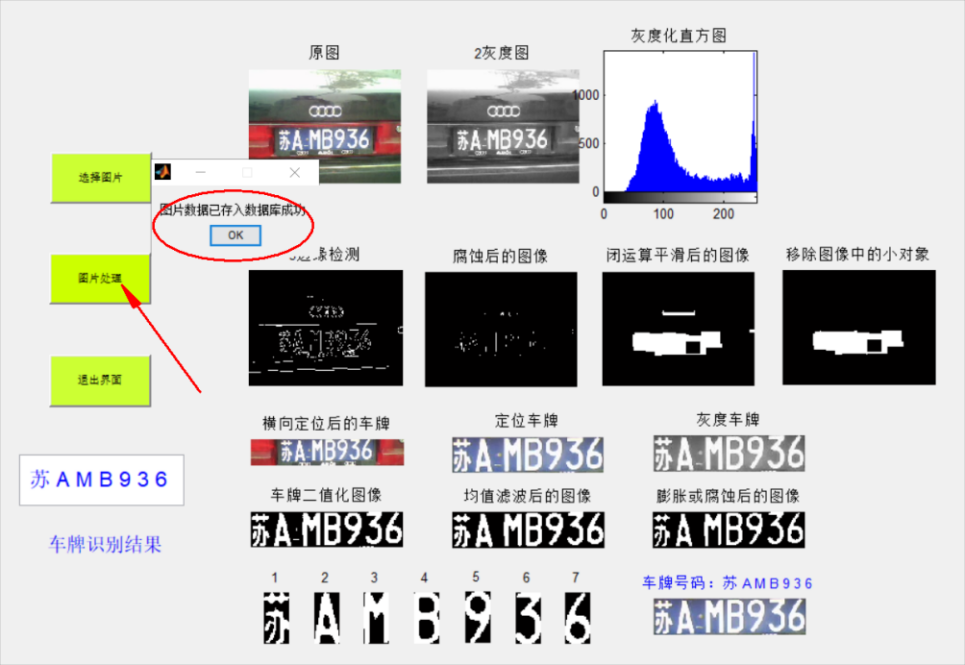 灰度化直方图
原图
2灰度图
苏A·MB936
苏A·MB936
1000
500
0
0
100
200
选择图片
图片数据已存入数据库成功
OK
图片处理
边缘检测
腐蚀后的图像
闭运算平滑后的图像
移除图像中的小对象
退出界面
横向定位后的车牌
定位车牌
灰度车牌
苏A·MB936
苏A·MB936
苏A·MB936
苏AMB936
车牌二值化图像
均值滤波后的图像
膨胀或腐蚀后的图像
苏A·MB936
苏A MB936
苏A MB936
车牌识别结果
1
2
3
4
5
6
7
苏
A
M
B
9
3
6
车牌号码：苏AMB936
苏A·MB936